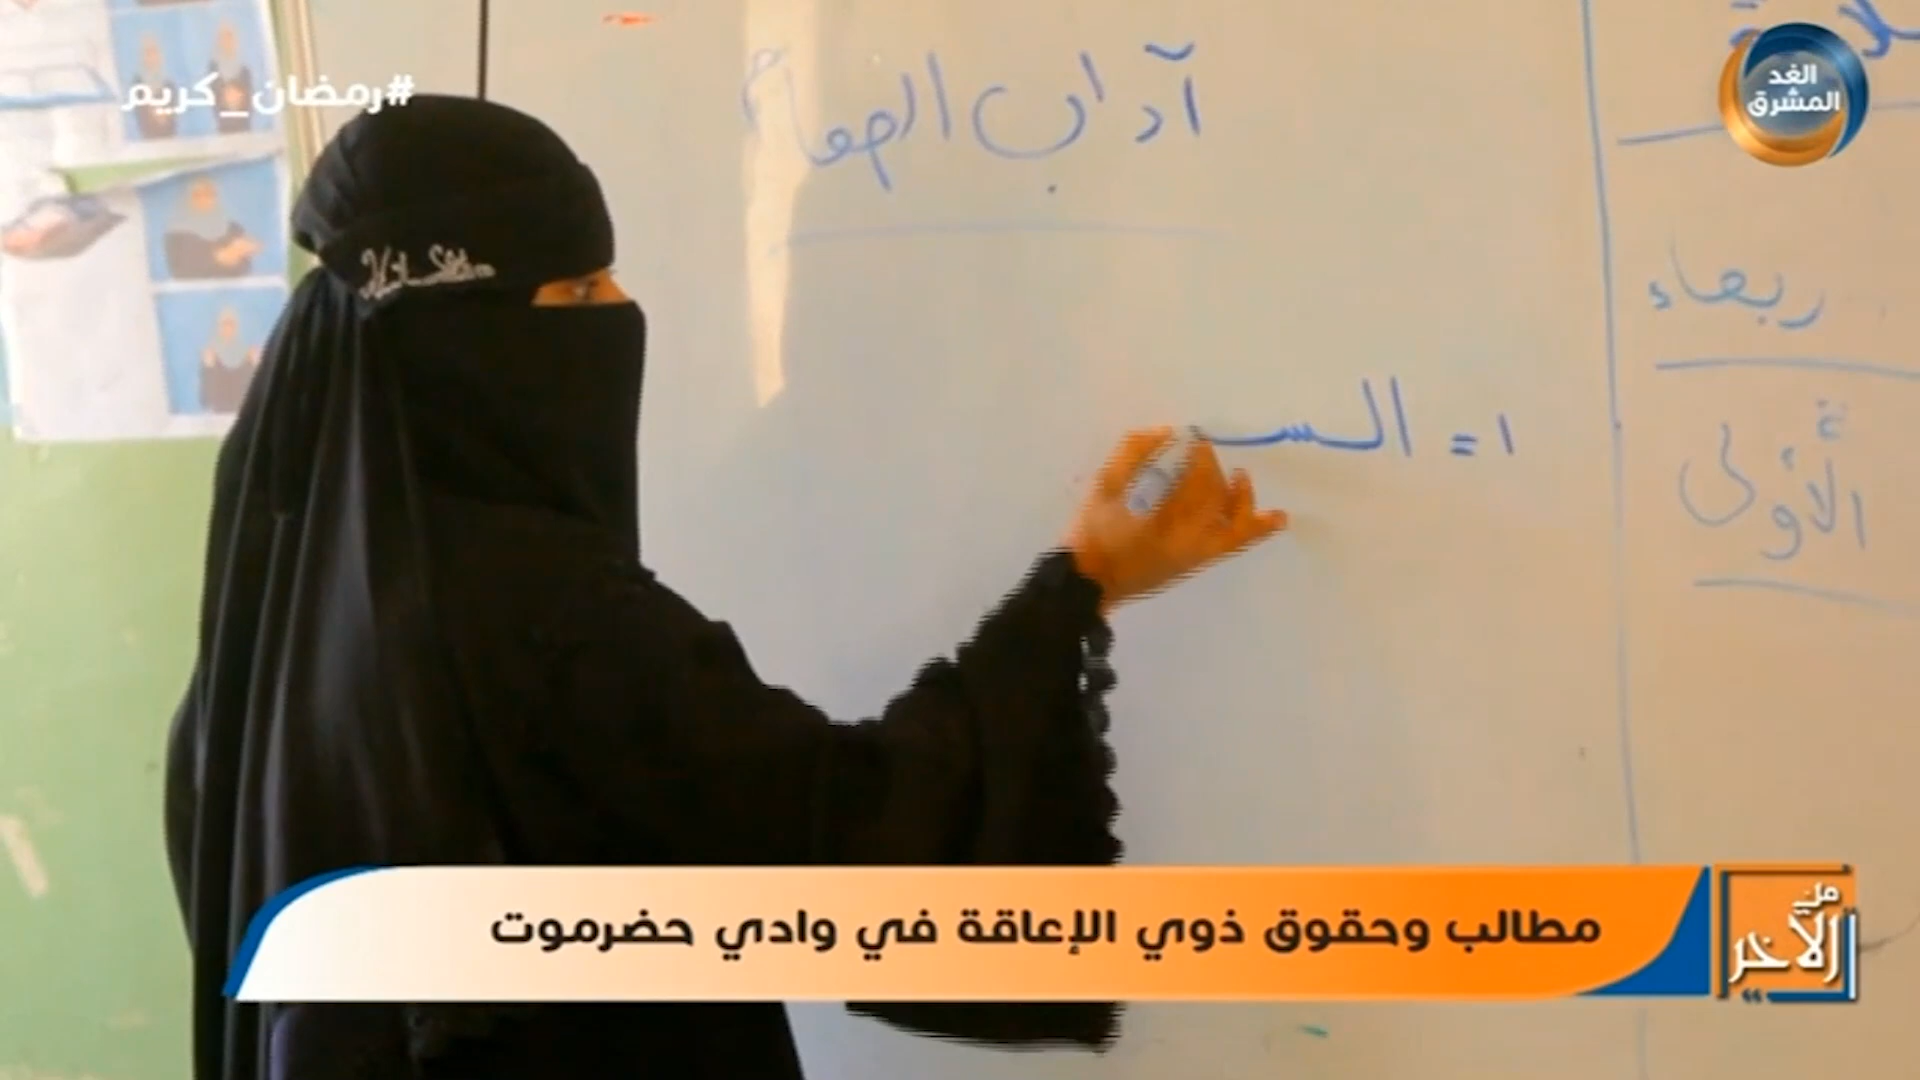 #رمضان_كريم
الغد
المشرق
آداب الطعام
١= السـ
ربعاء
الأولى
مطالب وحقوق ذوي الإعاقة في وادي حضرموت
من
الآخر